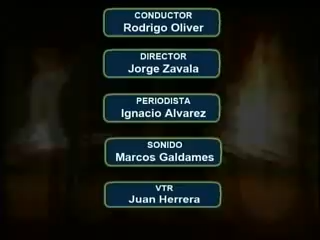 CONDUCTOR
Rodrigo Oliver
DIRECTOR
Jorge Zavala
PERIODISTA
Ignacio Alvarez
SONIDO
Marcos Galdames
VTR
Juan Herrera